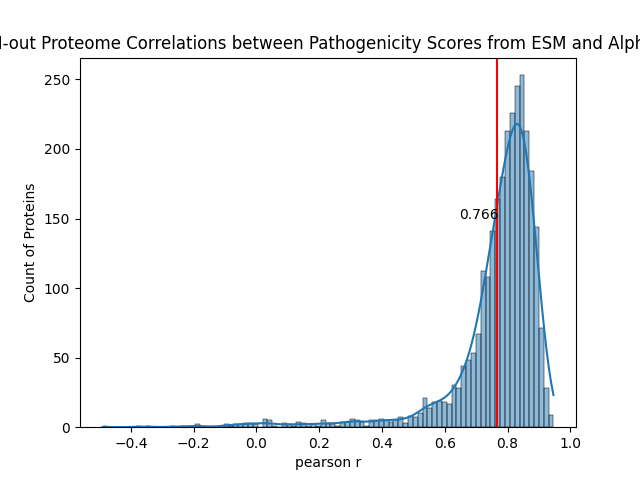 l-out Proteome Correlations between Pathogenicity Scores from ESM and Alph
250
200
150
100
50
0
Count of Proteins
0.766
−0.4 −0.2 0.0 0.2 0.4 0.6 0.8 1.0
pearson r